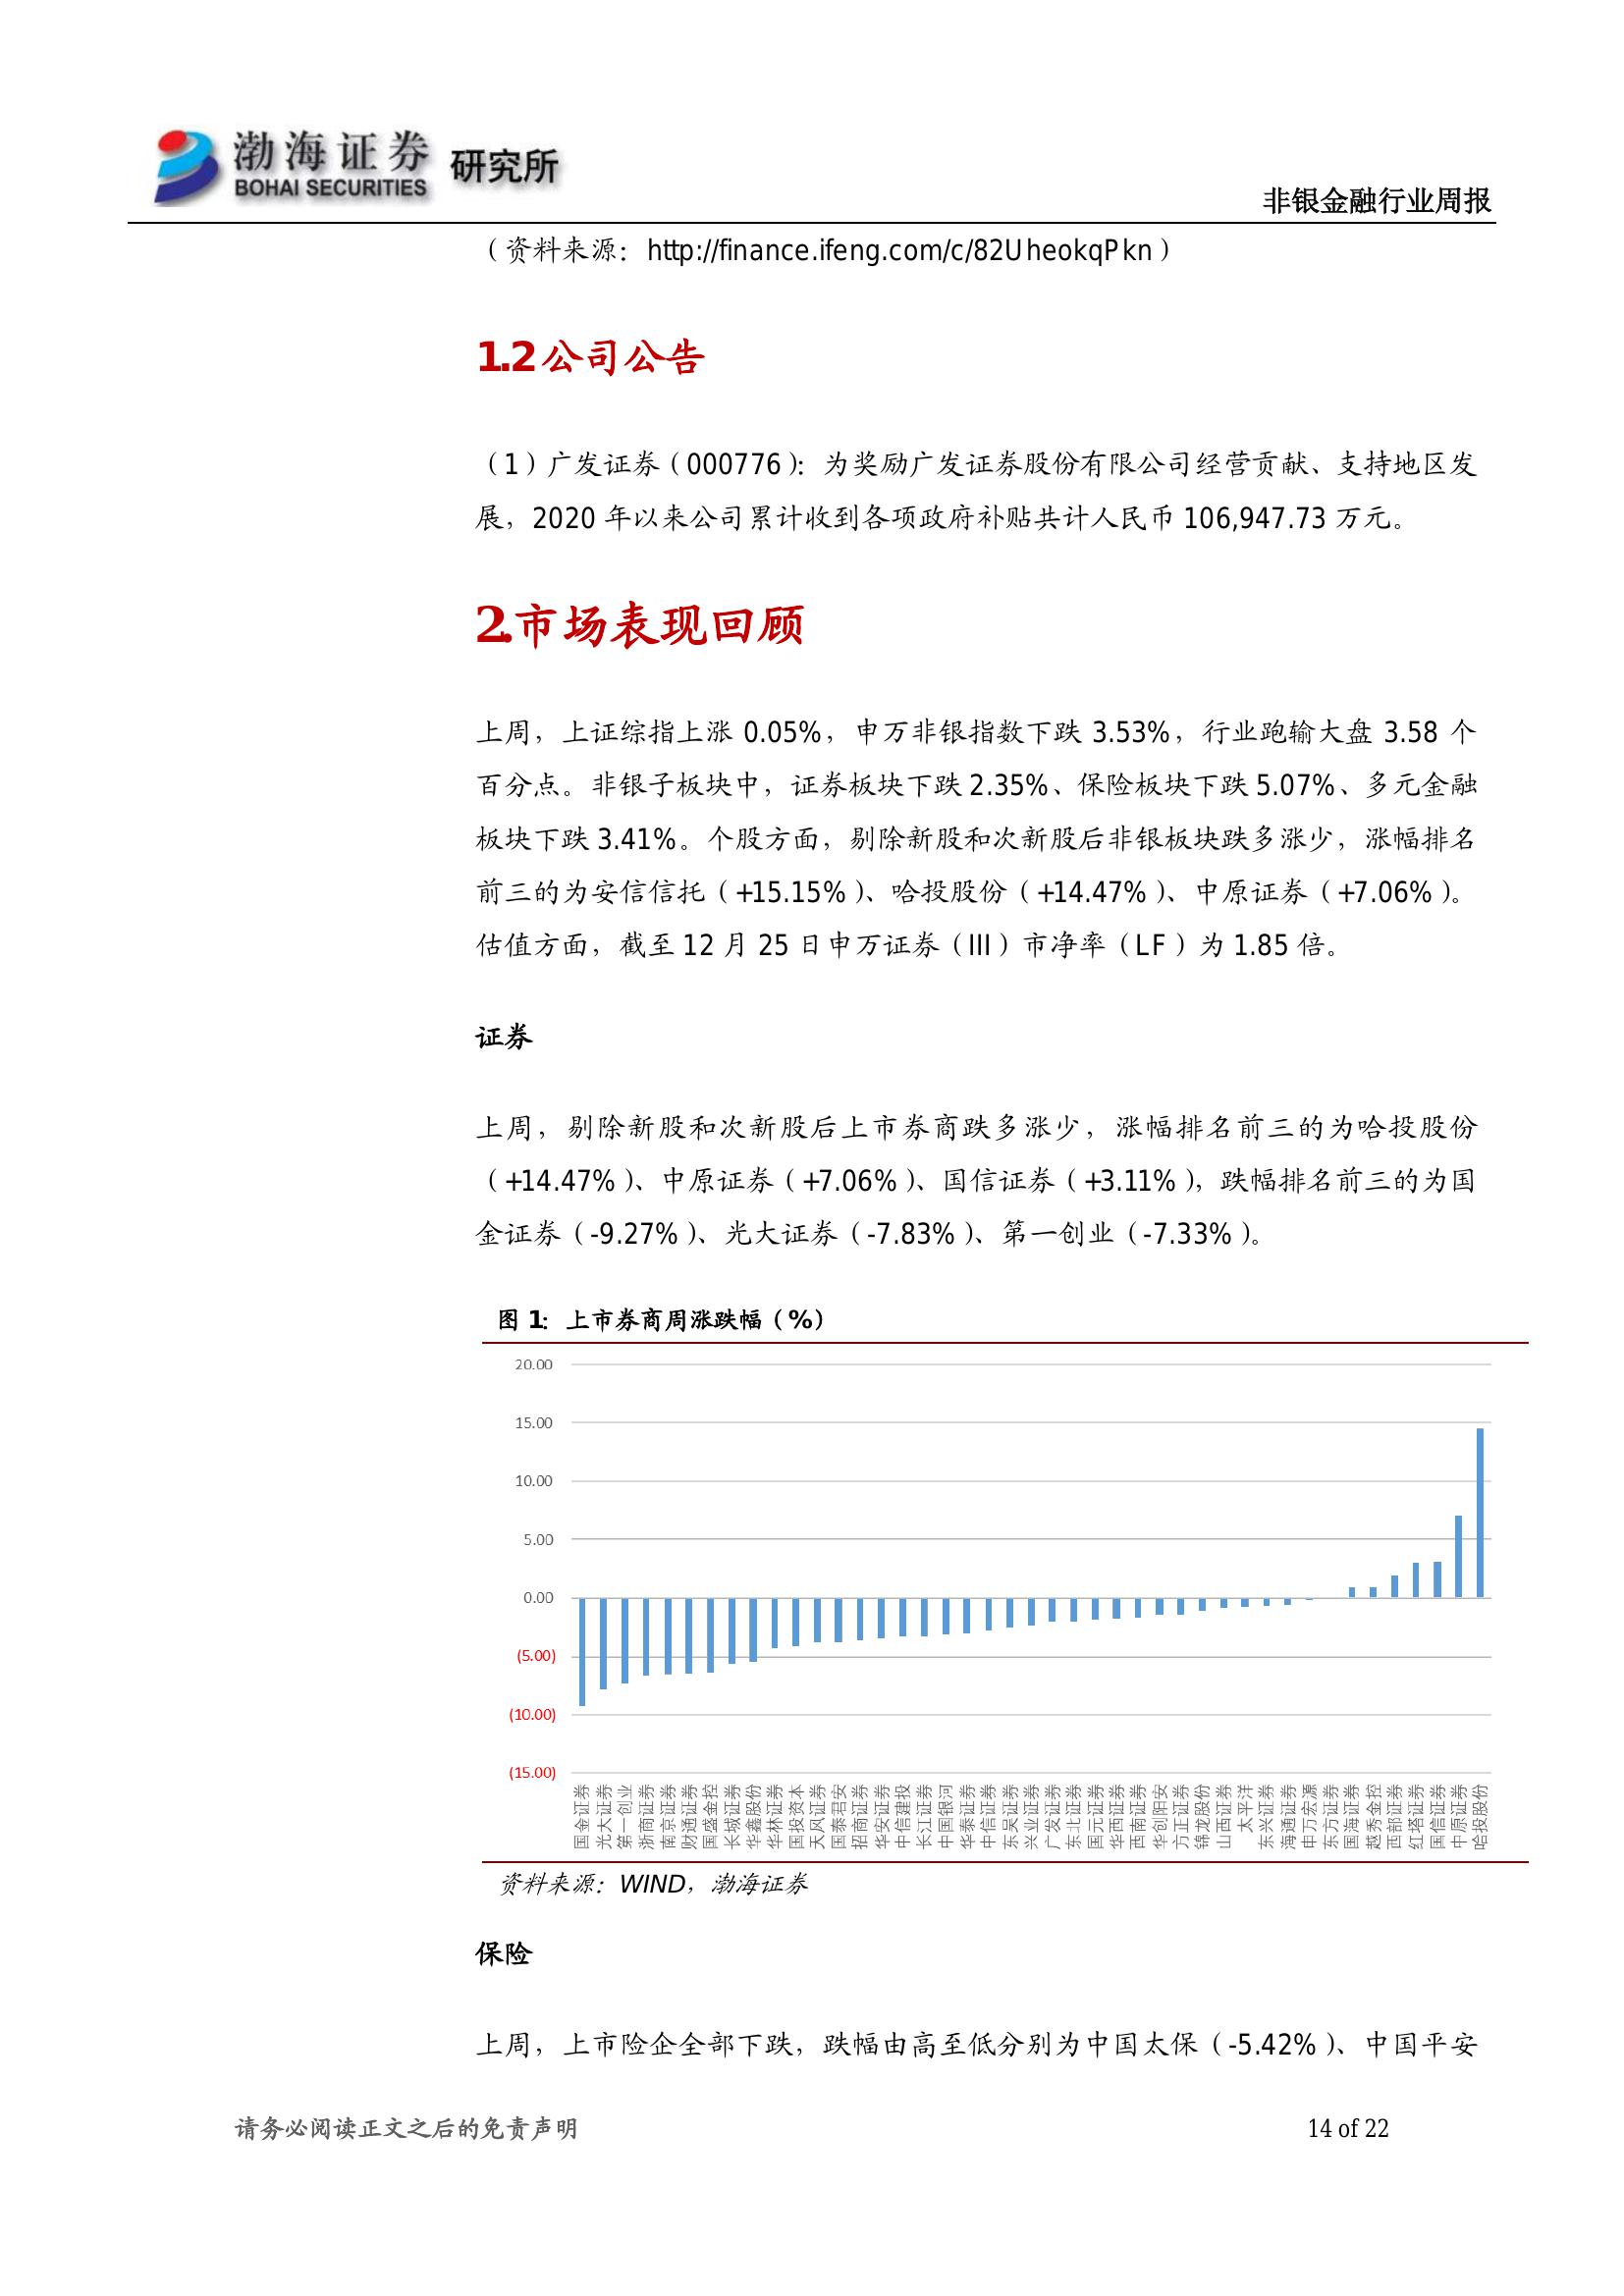 渤海证券 研究所
BOHAI SECURITIES
非银金融行业周报
（资料来源：http://finance.ifeng.com/c/82UheokqPkn）
1.2 公司公告
（1）广发证券（000776）：为奖励广发证券股份有限公司经营贡献、支持地区发
展，2020 年以来公司累计收到各项政府补贴共计人民币 106,947.73 万元。
2.市场表现回顾
上周，上证综指上涨 0.05%，申万非银指数下跌 3.53%，行业跑输大盘 3.58 个
百分点。非银子板块中，证券板块下跌 2.35%、保险板块下跌 5.07%、多元金融
板块下跌 3.41%。个股方面，剔除新股和次新股后非银板块跌多涨少，涨幅排名
前三的为安信信托（+15.15%）、哈投股份（+14.47%）、中原证券（+7.06%）。
估值方面，截至 12 月 25 日申万证券（III）市净率（LF）为 1.85 倍。
证券
上周，剔除新股和次新股后上市券商跌多涨少，涨幅排名前三的为哈投股份
（+14.47%）、中原证券（+7.06%）、国信证券（+3.11%），跌幅排名前三的为国
金证券（-9.27%）、光大证券（-7.83%）、第一创业（-7.33%）。
图 1：上市券商周涨跌幅（%）
20.00
15.00
10.00
5.00
0.00
(5.00)
(10.00)
(15.00)
国金证券
光大证券
第一创业
浙商证券
南京证券
财通证券
国盛金控
长城证券
华鑫股份
华林证券
国投资本
天风证券
国泰君安
招商证券
华安证券
中信建投
长江证券
中国银河
华泰证券
中信证券
东吴证券
兴业证券
广发证券
东北证券
国元证券
华西证券
西南证券
华创阳安
方正证券
锦龙股份
山西证券
太平洋
东兴证券
海通证券
申万宏源
东方证券
国海证券
越秀金控
西部证券
红塔证券
国信证券
中原证券
哈投股份
资料来源：WIND，渤海证券
保险
上周，上市险企全部下跌，跌幅由高至低分别为中国太保（-5.42%）、中国平安
请务必阅读正文之后的免责声明
14 of 22